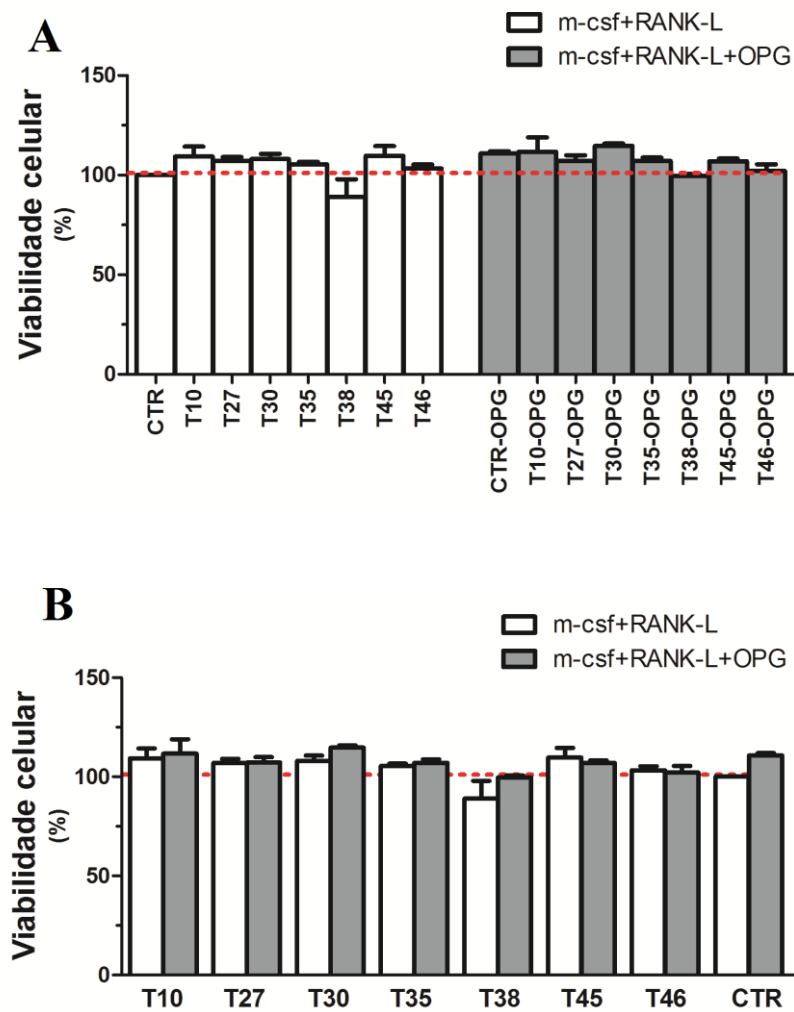 A
m-csf+RANK-L
m-csf+RANK-L+OPG
Viabilidade celular
(%)
150
100
50
0
CTR
T10
T27
T30
T35
T38
T45
T46
CTR-OPG
T10-OPG
T27-OPG
T30-OPG
T35-OPG
T38-OPG
T45-OPG
T46-OPG
B
m-csf+RANK-L
m-csf+RANK-L+OPG
Viabilidade celular
(%)
150
100
50
0
T10 T27 T30 T35 T38 T45 T46 CTR